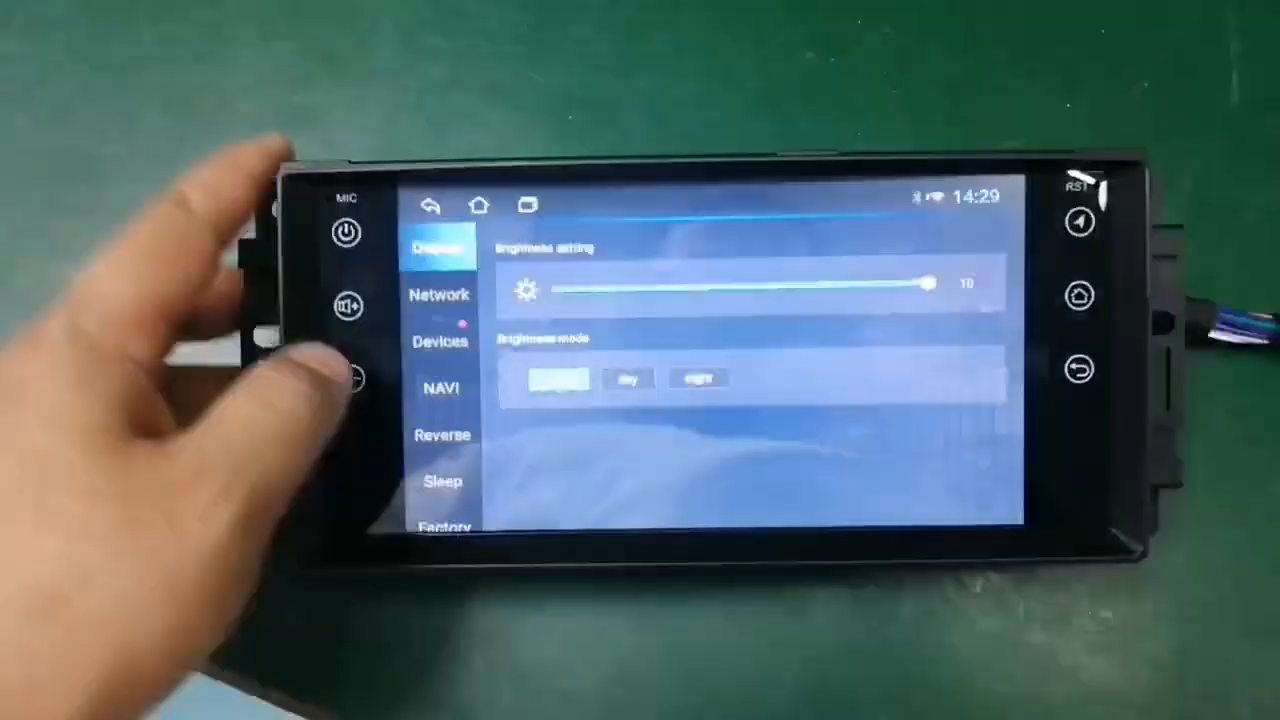 MIC
RST
14:29
Display
Brightness setting
10
Network
Devices
Brightness mode
day
night
NAVI
Reverse
Sleep
Factory